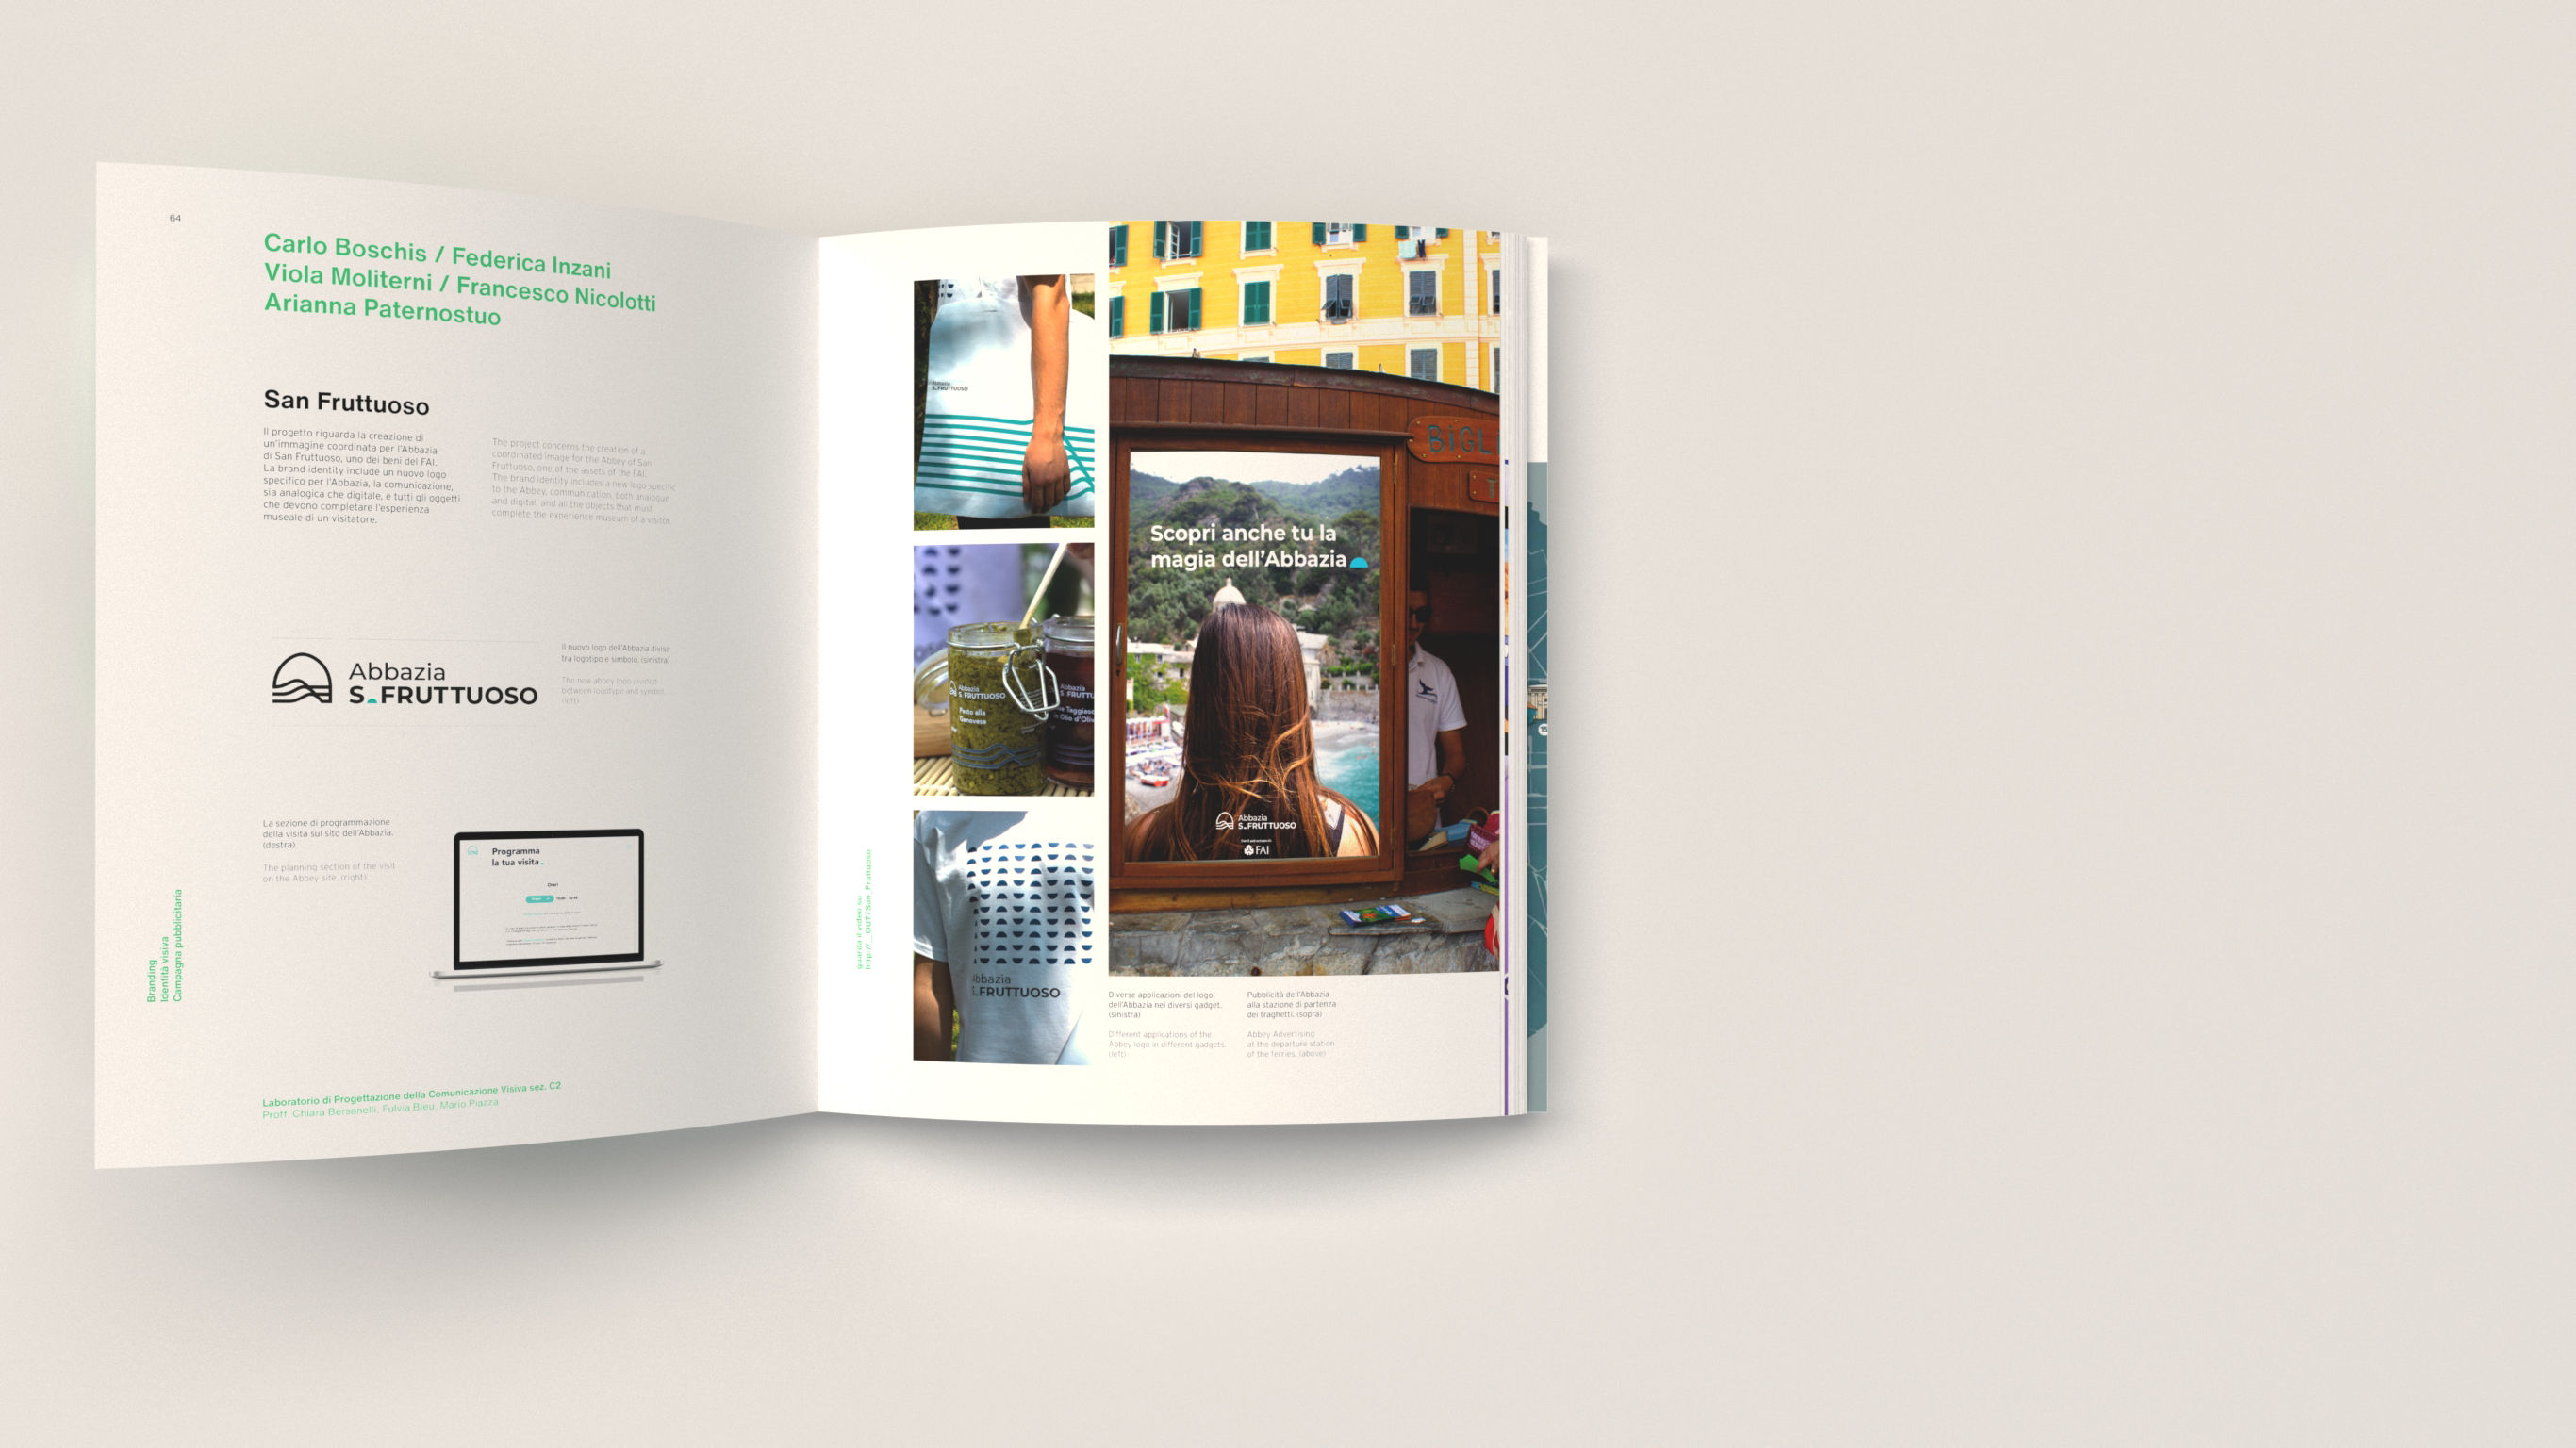 64
Carlo Boschis / Federica Inzani
Viola Moliterni / Francesco Nicolotti
Arianna Paternostuo
San Fruttuoso
Il progetto riguarda la creazione di
un'immagine coordinata per l'Abbazia
di San Fruttuoso, uno dei beni del FAI.
La brand identity include un nuovo logo
specifico per l'Abbazia, la comunicazione,
sia analogica che digitale, e tutti gli oggetti
che devono completare l'esperienza
museale di un visitatore.
The project concerns the creation of a
coordinated image for the Abbey of San
Fruttuoso, one of the assets of the FAI.
The brand identity includes a new logo specific
to the Abbey, communication, both analogue
and digital, and all the objects that must
complete the experience museum of a visitor.
Abbazia
S.FRUTTUOSO
Il nuovo logo dell'Abbazia diviso
tra logotipo e simbolo. (sinistra)
The new abbey logo divided
between logotype and symbol.
(left)
La sezione di programmazione
della visita sul sito dell'Abbazia.
(destra)
The planning section of the visit
on the Abbey site. (right)
Programma
la tua visita.
Orari
Branding
Identità visiva
Campagna pubblicitaria
Laboratorio di Progettazione della Comunicazione Visiva sez. C2
Proff. Chiara Bersanelli, Fulvia Bleu, Mario Piazza
guarda il video su
http://__OUT/San_Fruttuoso
Abbazia
S.FRUTTUOSO
Abbazia
S.FRUTTUOSO
Pesto alla
Genovese
Abbazia
S.FRUTTU
Taggiasc
in Olio d'Oliv
Abbazia
S.FRUTTUOSO
BIGLI
T
Scopri anche tu la
magia dell'Abbazia
Abbazia
S.FRUTTUOSO
FAI
Diverse applicazioni del logo
dell'Abbazia nei diversi gadget.
(sinistra)
Different applications of the
Abbey logo in different gadgets.
(left)
Pubblicità dell'Abbazia
alla stazione di partenza
dei traghetti. (sopra)
Abbey Advertising
at the departure station
of the ferries. (above)